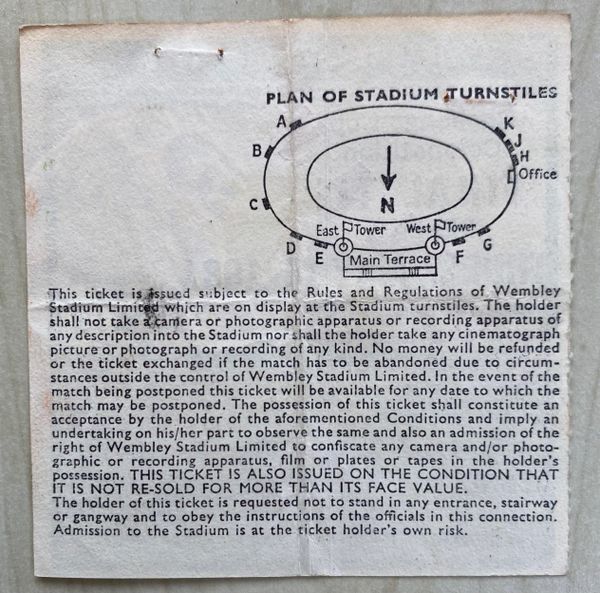 PLAN OF STADIUM TURNSTILES
A
B
C
D
E
K
J
H
Office
N
East Tower
West Tower
Main Terrace
F
G
This ticket is issued subject to the Rules and Regulations of Wembley
Stadium Limited which are on display at the Stadium turnstiles. The holder
shall not take a camera or photographic apparatus or recording apparatus of
any description into the Stadium nor shall the holder take any cinematograph
picture or photograph or recording of any kind. No money will be refunded
or the ticket exchanged if the match has to be abandoned due to circum-
stances outside the control of Wembley Stadium Limited. In the event of the
match being postponed this ticket will be available for any date to which the
match may be postponed. The possession of this ticket shall constitute an
acceptance by the holder of the aforementioned Conditions and imply an
undertaking on his/her part to observe the same and also an admission of the
right of Wembley Stadium Limited to confiscate any camera and/or photo-
graphic or recording apparatus, film or plates or tapes in the holder's
possession. THIS TICKET IS ALSO ISSUED ON THE CONDITION THAT
IT IS NOT RE-SOLD FOR MORE THAN ITS FACE VALUE.
The holder of this ticket is requested not to stand in any entrance, stairway
or gangway and to obey the instructions of the officials in this connection.
Admission to the Stadium is at the ticket holder's own risk.